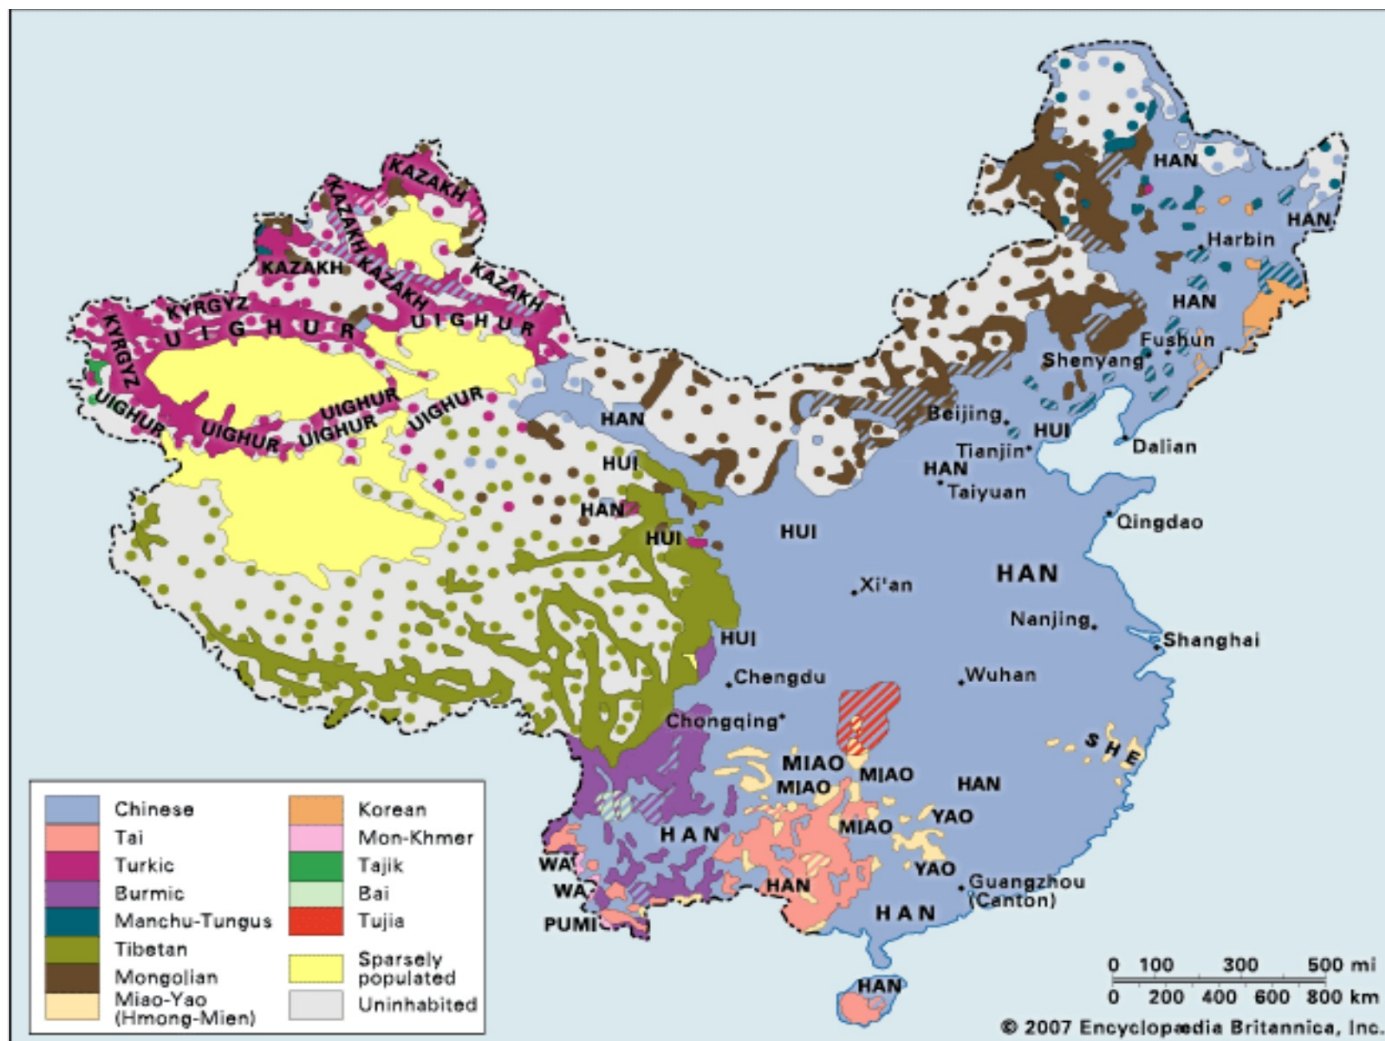 KAZAKH
KAZAKH
KAZAKH
KAZAKH
KAZAKH
KYRGYZ
KYRGYZ
UIGHUR
UIGHUR
UIGHUR
UIGHUR
UIGHUR
UIGHUR
UIGHUR
HAN
HAN
Harbin
HAN
Fushun
Shenyang
HAN
Beijing
HUI
Dalian
Tianjin
HUI
HAN
Taiyuan
HAN
Qingdao
HUI
HUI
HAN
Xi'an
Nanjing
HUI
Shanghai
Chengdu
Wuhan
Chongqing
SHE
MIAO
MIAO
MIAO
HAN
YAO
MIAO
HAN
WA
YAO
HAN
WA
Guangzhou
(Canton)
HAN
PUMI
HAN
Chinese
Tai
Turkic
Burmic
Manchu-Tungus
Tibetan
Mongolian
Miao-Yao
(Hmong-Mien)
Korean
Mon-Khmer
Tajik
Bai
Tujia
Sparsely
populated
Uninhabited
0 100 300 500 mi
0 200 400 600 800 km
© 2007 Encyclopædia Britannica, Inc.